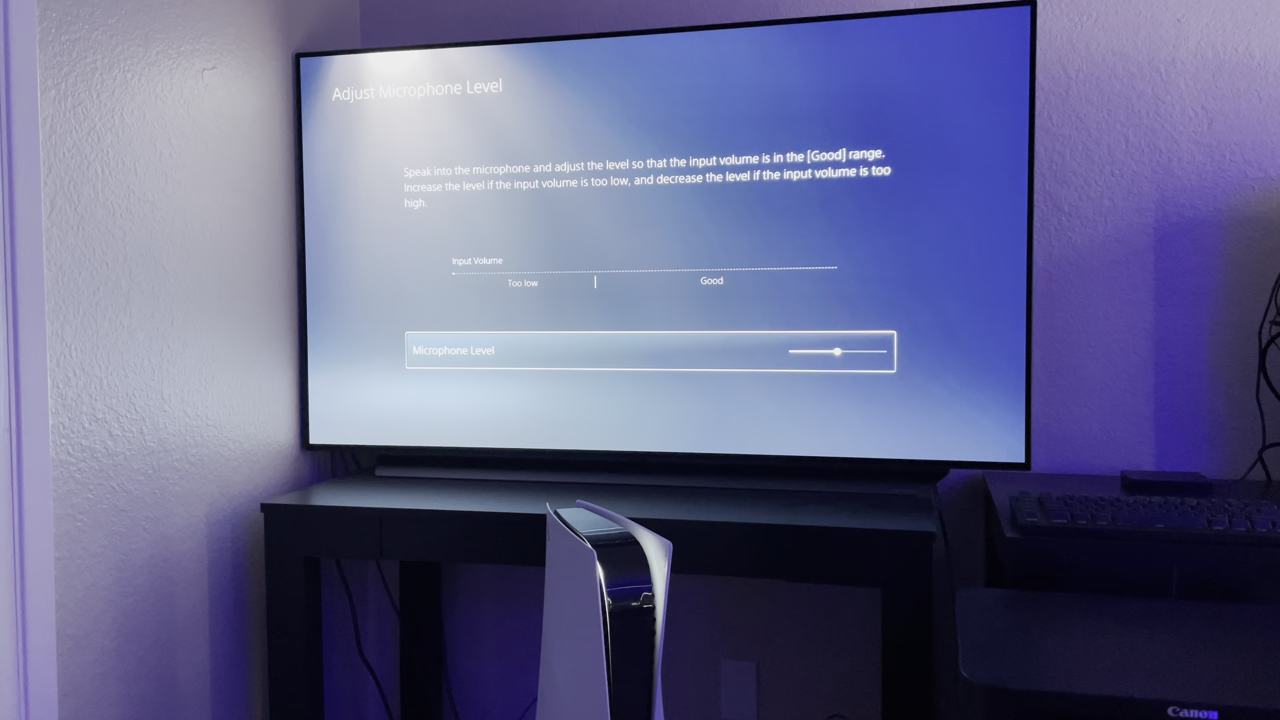 Adjust Microphone Level
Speak into the microphone and adjust the level so that the input volume is in the [Good] range.
Increase the level if the input volume is too low, and decrease the level if the input volume is too
high.
Input Volume
Too low
Good
Microphone Level
Canon